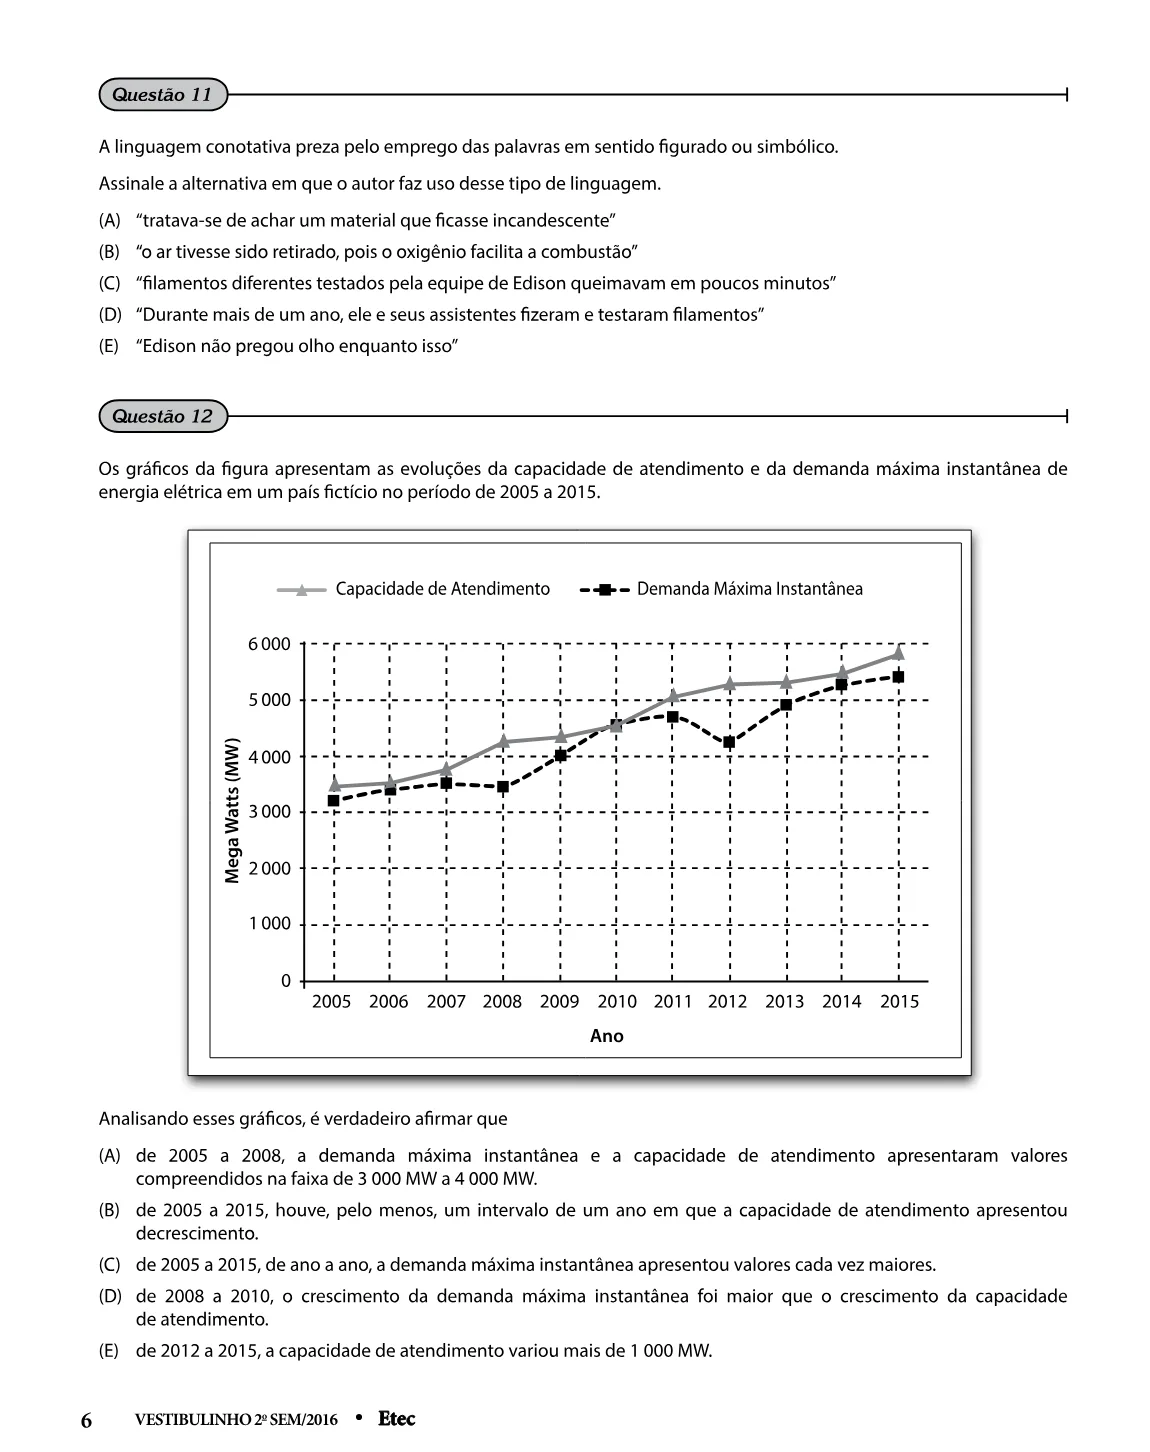 Questão 11
A linguagem conotativa preza pelo emprego das palavras em sentido figurado ou simbólico.
Assinale a alternativa em que o autor faz uso desse tipo de linguagem.
(A) “tratava-se de achar um material que ficasse incandescente”
(B) “o ar tivesse sido retirado, pois o oxigênio facilita a combustão”
(C) “filamentos diferentes testados pela equipe de Edison queimavam em poucos minutos”
(D) “Durante mais de um ano, ele e seus assistentes fizeram e testaram filamentos”
(E) “Edison não pregou olho enquanto isso”
Questão 12
Os gráficos da figura apresentam as evoluções da capacidade de atendimento e da demanda máxima instantânea de
energia elétrica em um país fictício no período de 2005 a 2015.
Capacidade de Atendimento Demanda Máxima Instantânea
6 000
5 000
4 000
3 000
2 000
1 000
0
Mega Watts (MW)
2005 2006 2007 2008 2009 2010 2011 2012 2013 2014 2015
Ano
Analisando esses gráficos, é verdadeiro afirmar que
(A) de 2005 a 2008, a demanda máxima instantânea e a capacidade de atendimento apresentaram valores
compreendidos na faixa de 3 000 MW a 4 000 MW.
(B) de 2005 a 2015, houve, pelo menos, um intervalo de um ano em que a capacidade de atendimento apresentou
decrescimento.
(C) de 2005 a 2015, de ano a ano, a demanda máxima instantânea apresentou valores cada vez maiores.
(D) de 2008 a 2010, o crescimento da demanda máxima instantânea foi maior que o crescimento da capacidade
de atendimento.
(E) de 2012 a 2015, a capacidade de atendimento variou mais de 1 000 MW.
6 VESTIBULINHO 2º SEM/2016 • Etec